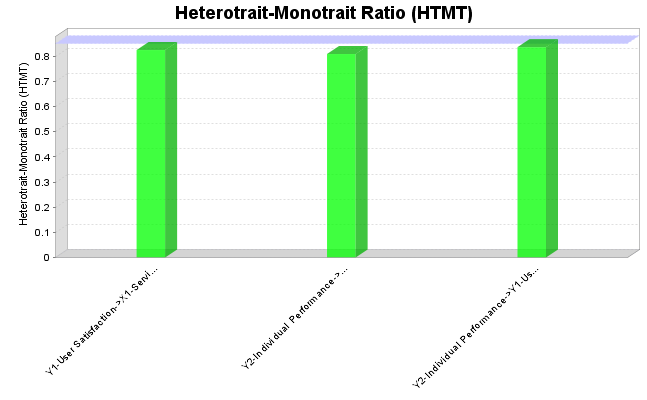 Heterotrait-Monotrait Ratio (HTMT)
Heterotrait-Monotrait Ratio (HTMT)
0.8
0.7
0.6
0.5
0.4
0.3
0.2
0.1
0
Y1-User Satisfaction->X1-Servi...
Y2-Individual Performance->...
Y2-Individual Performance->Y1-Us...